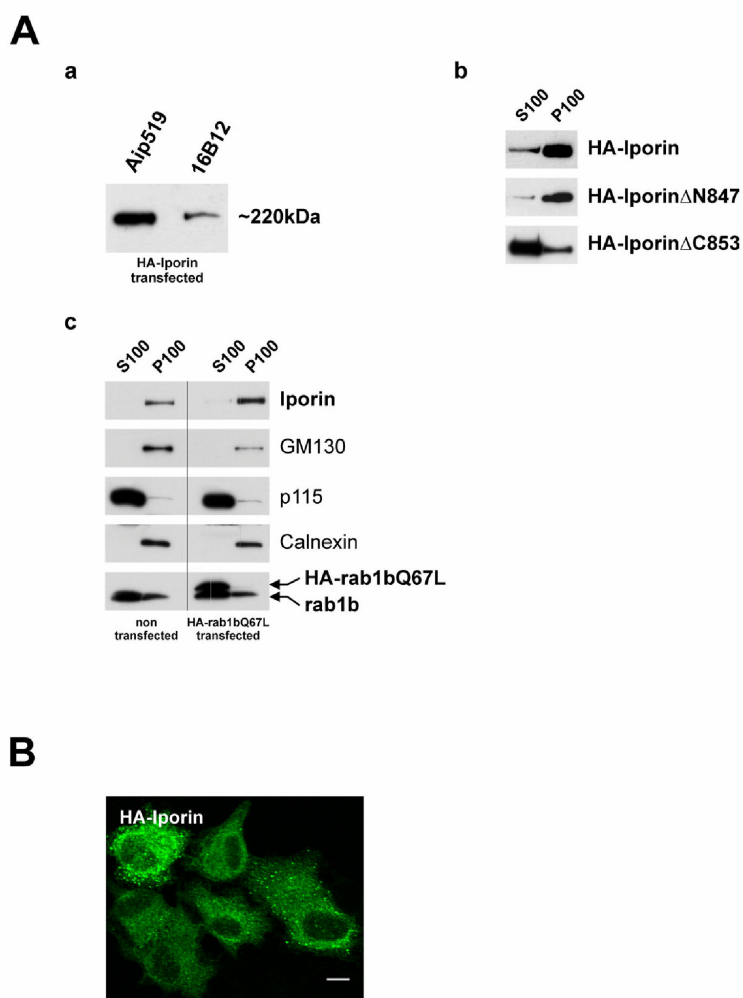 A
a
Aip519 16B12
~220kDa
HA-Iporin
transfected
b
S100 P100
HA-Iporin
HA-IporinΔN847
HA-IporinΔC853
c
S100 P100 S100 P100
Iporin
GM130
p115
Calnexin
HA-rab1bQ67L
rab1b
non
transfected
HA-rab1bQ67L
transfected
B
HA-Iporin